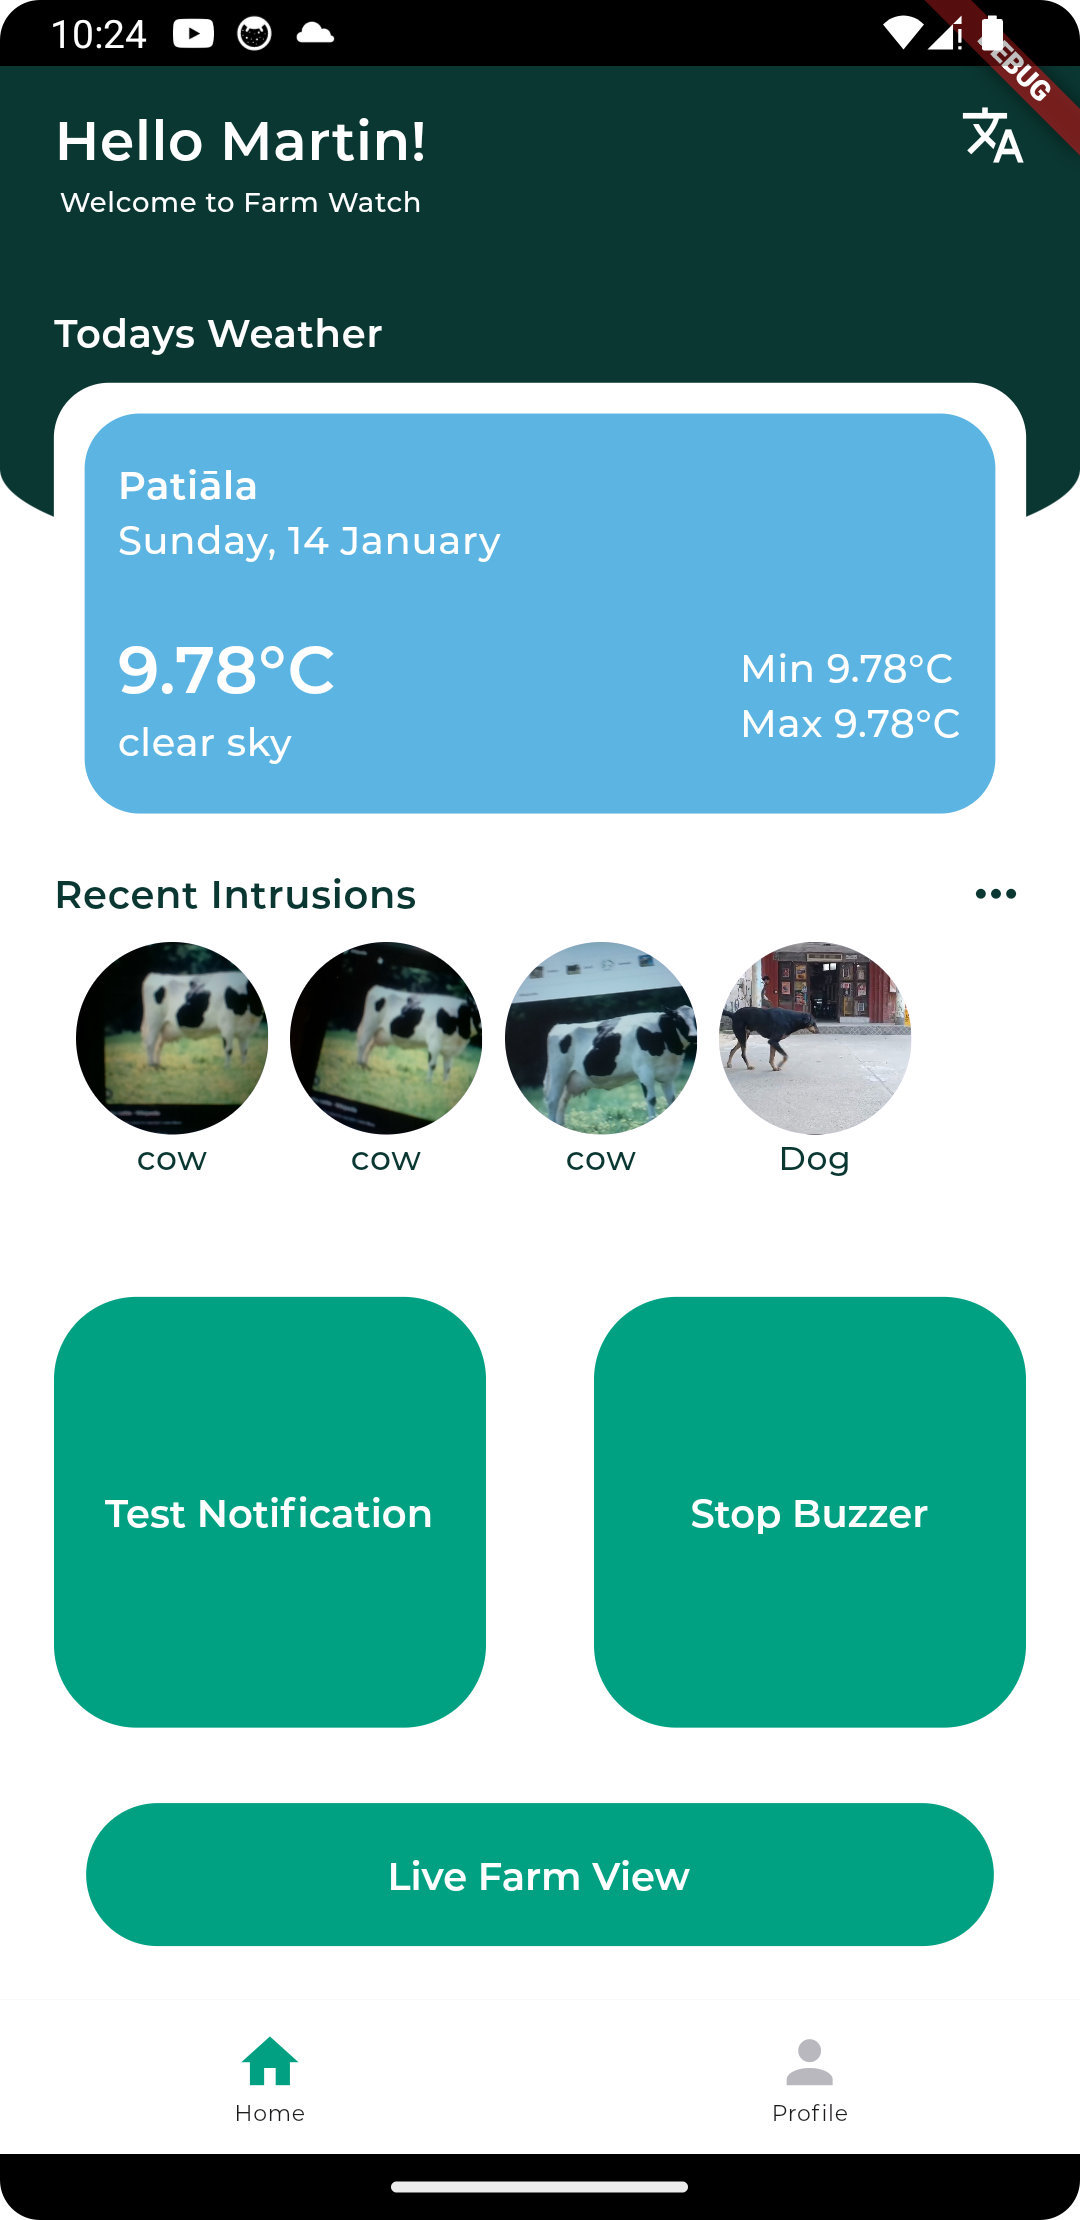 10:24
DEBUG
Hello Martin!
Welcome to Farm Watch
Todays Weather
Patiāla
Sunday, 14 January
9.78°C
clear sky
Min 9.78°C
Max 9.78°C
Recent Intrusions
cow
cow
cow
Dog
Test Notification
Stop Buzzer
Live Farm View
Home
Profile